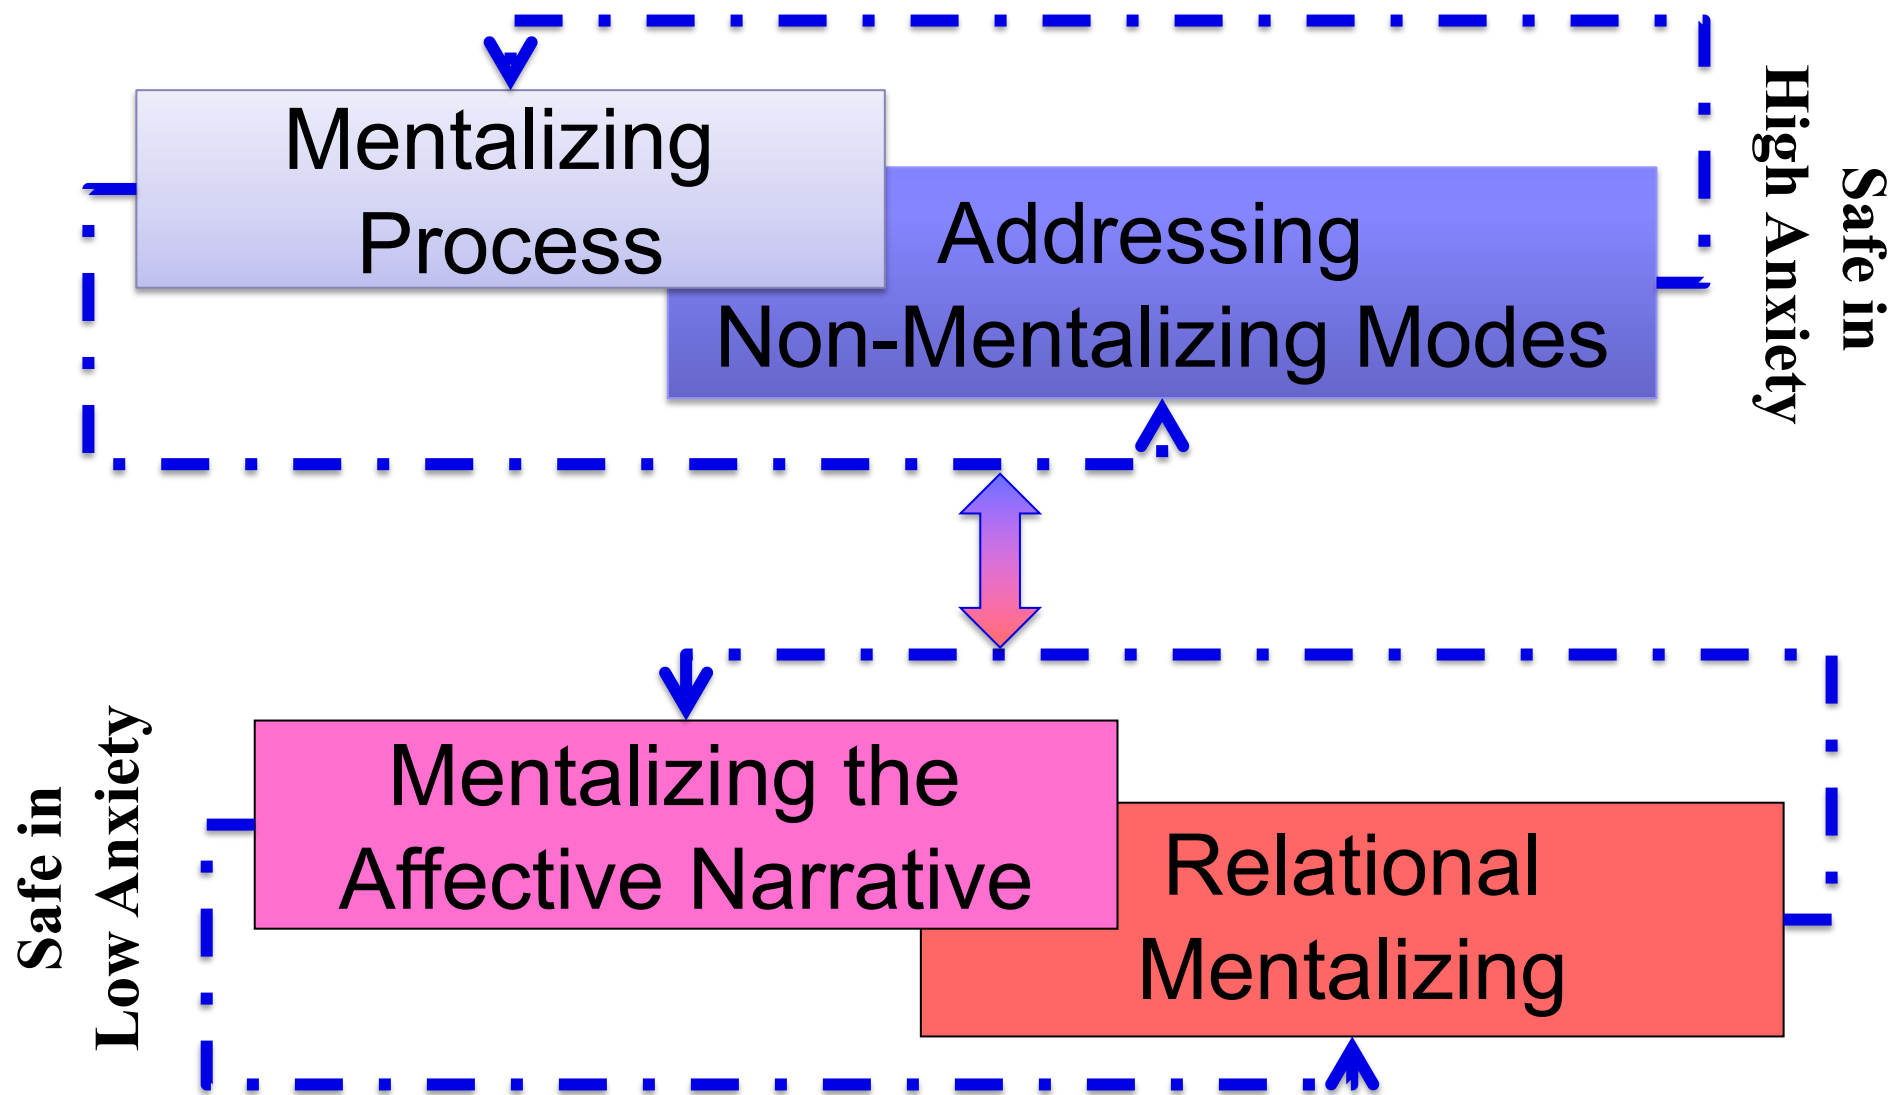 Mentalizing
Process
Addressing
Non-Mentalizing Modes
Safe in
High Anxiety
Safe in
Low Anxiety
Mentalizing the
Affective Narrative
Relational
Mentalizing